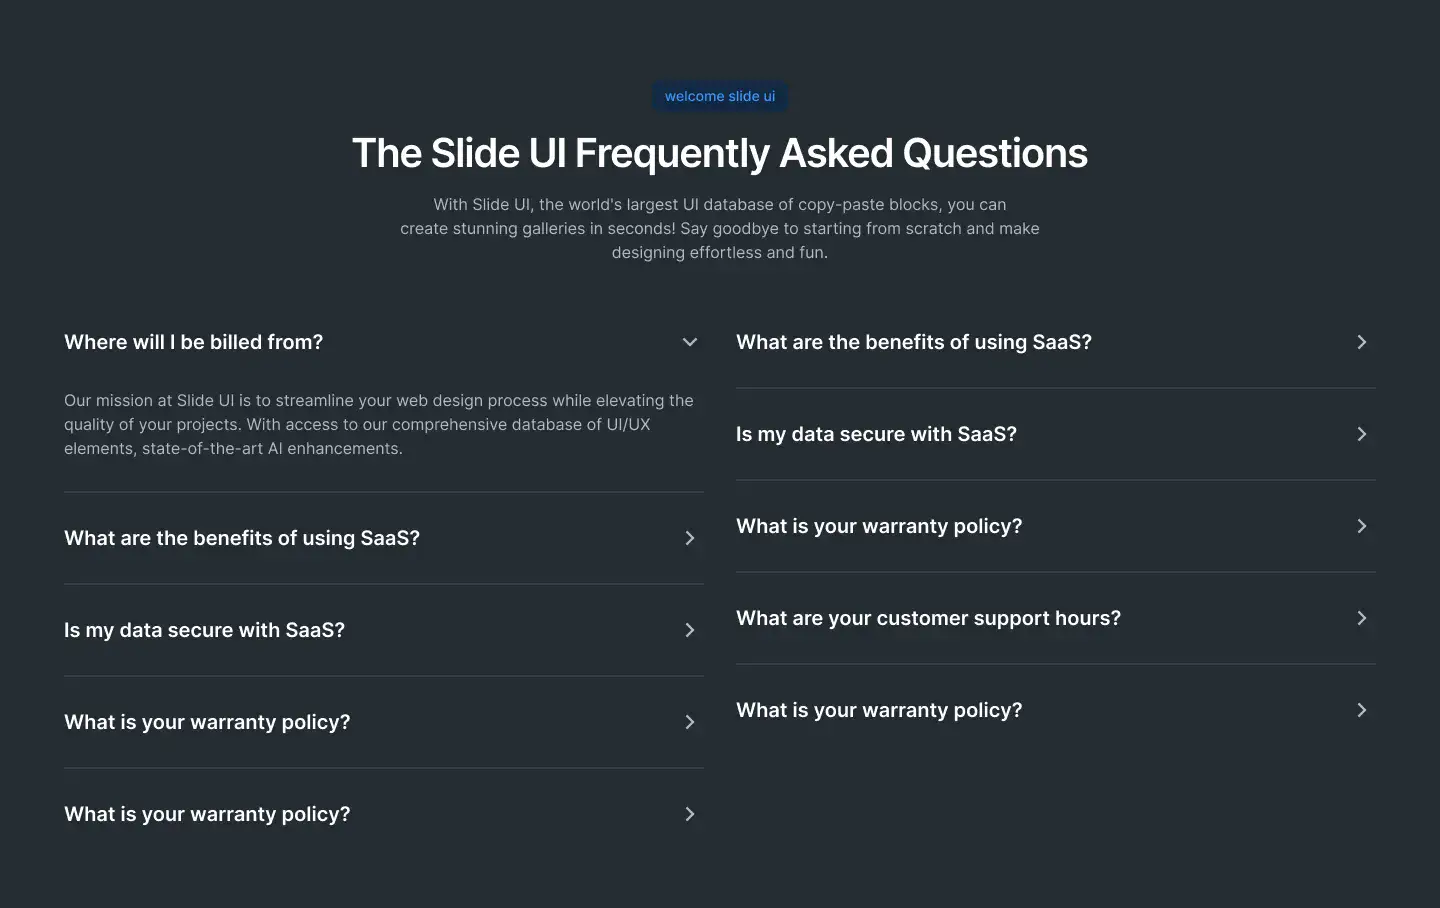 welcome slide ui
The Slide UI Frequently Asked Questions
With Slide UI, the world's largest UI database of copy-paste blocks, you can
create stunning galleries in seconds! Say goodbye to starting from scratch and make
designing effortless and fun.
Where will I be billed from?
Our mission at Slide UI is to streamline your web design process while elevating the
quality of your projects. With access to our comprehensive database of UI/UX
elements, state-of-the-art AI enhancements.
What are the benefits of using SaaS?
Is my data secure with SaaS?
What is your warranty policy?
What is your warranty policy?
What are the benefits of using SaaS?
Is my data secure with SaaS?
What is your warranty policy?
What are your customer support hours?
What is your warranty policy?